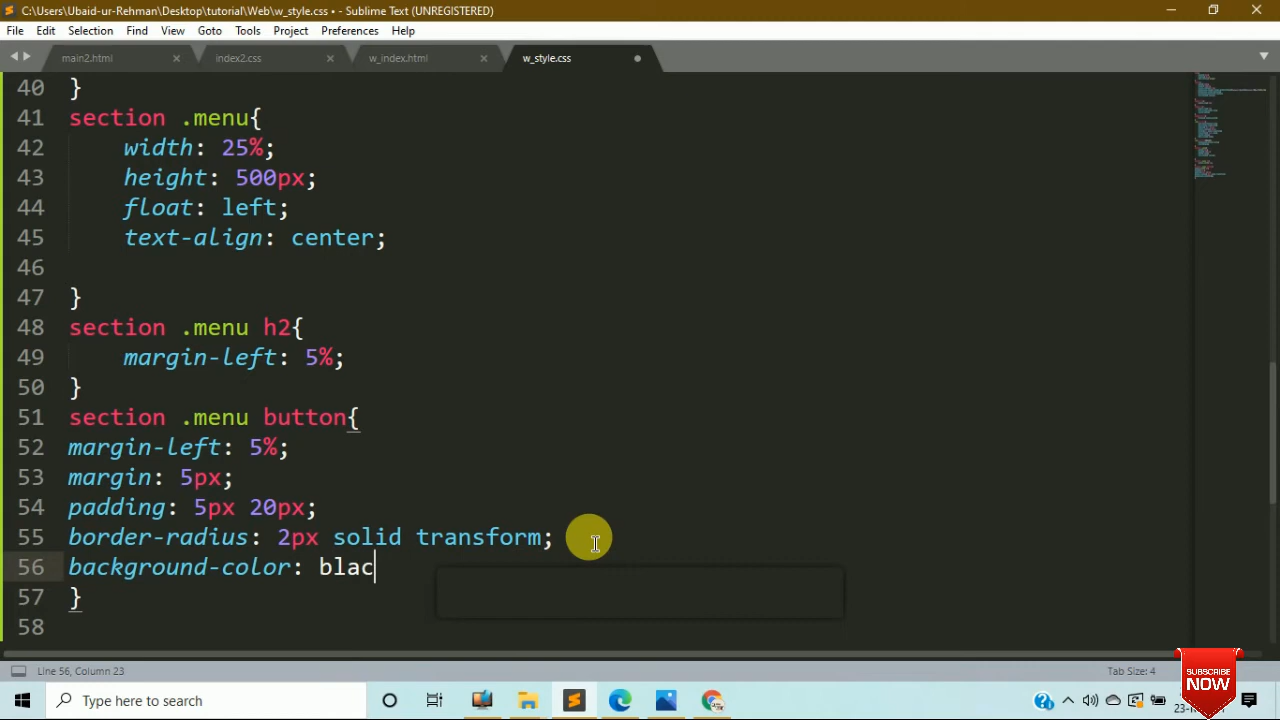 C:\Users\Ubaid-ur-Rehman\Desktop\tutorial\Web\w_style.css • - Sublime Text (UNREGISTERED)
File Edit Selection Find View Goto Tools Project Preferences Help
main2.html index2.css w_index.html w_style.css
40 }
41 section .menu{
42 width: 25%;
43 height: 500px;
44 float: left;
45 text-align: center;
46
47 }
48 section .menu h2{
49 margin-left: 5%;
50 }
51 section .menu button{
52 margin-left: 5%;
53 margin: 5px;
54 padding: 5px 20px;
55 border-radius: 2px solid transform;
56 background-color: blac
57 }
58
Line 56, Column 23 Tab Size: 4
SUBSCRIBE
NOW
Type here to search